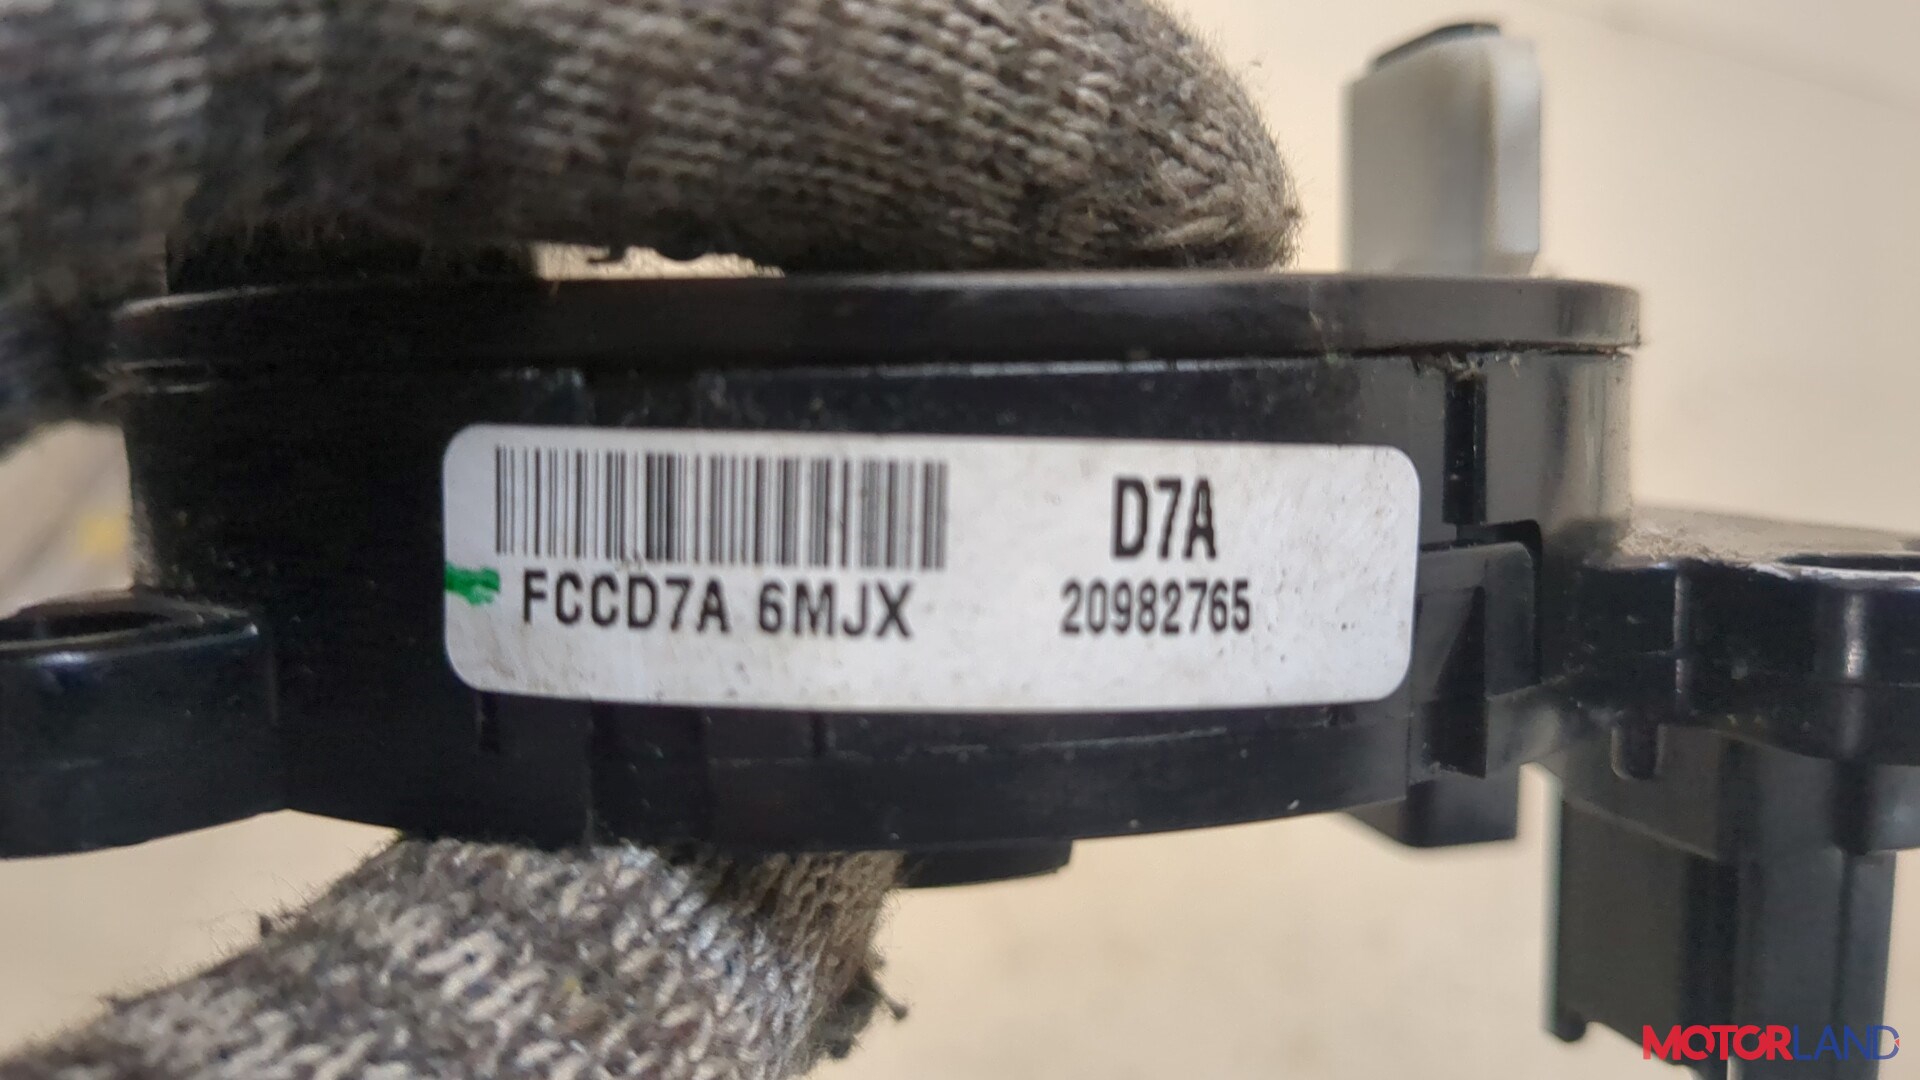 D7A
FCCD7A 6MJX
20982765
MOTORLAND